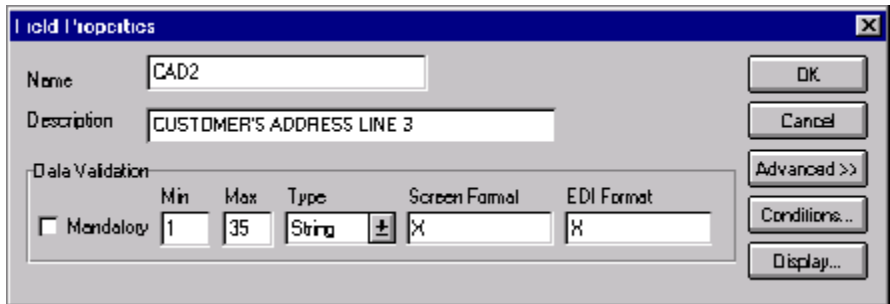 Field Properties
Name CAD2 OK
Description CUSTOMER'S ADDRESS LINE 3 Cancel
Data Validation Advanced >>
Min Max Type Screen Format EDI Format
Mandatory 1 35 String X X Conditions...
Display...